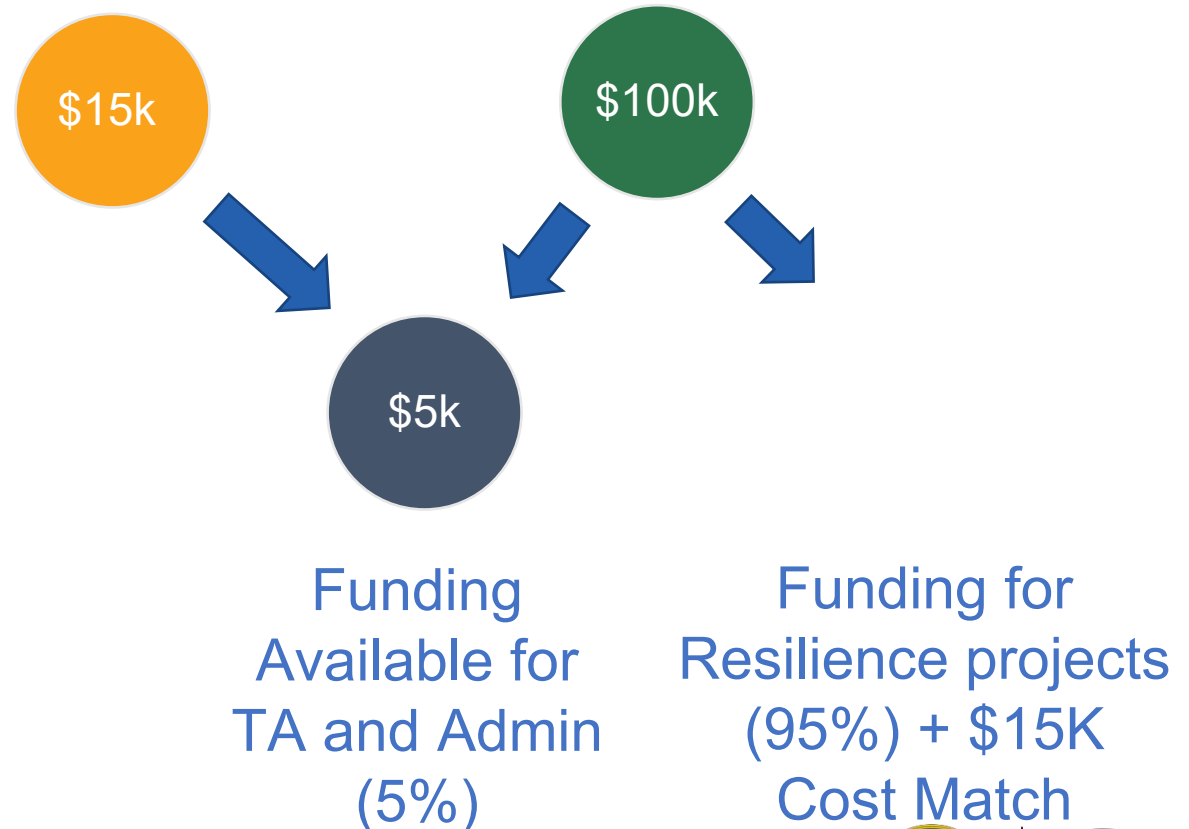 $15k
$100k
$5k
Funding
Available for
TA and Admin
(5%)
Funding for
Resilience projects
(95%) + $15K
Cost Match